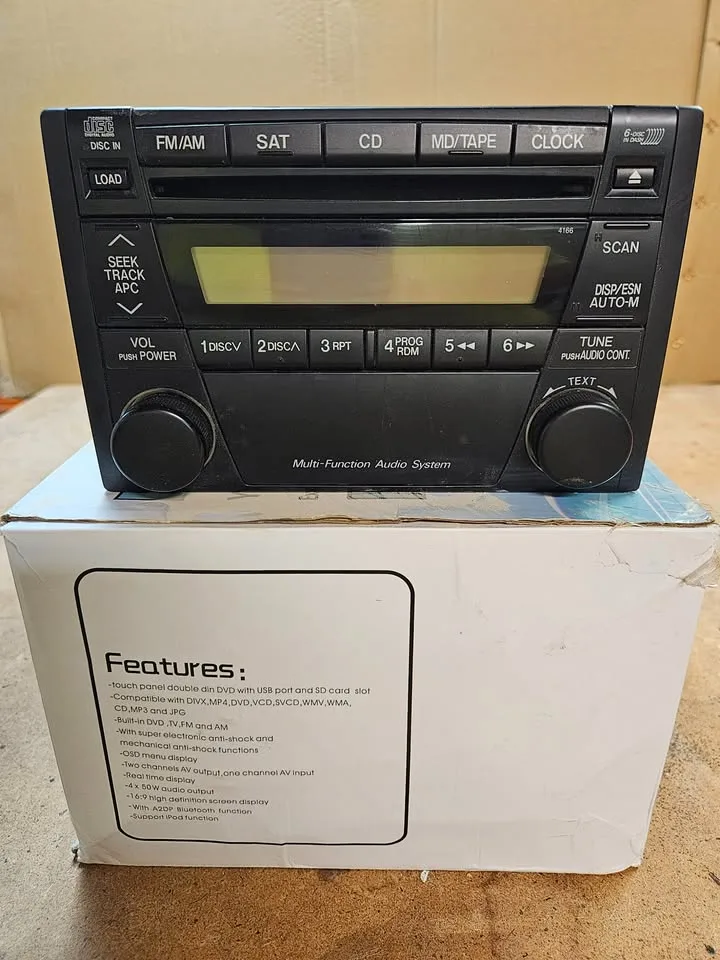 COMPACT
disc
DIGITAL AUDIO
DISC IN
FM/AM
SAT
CD
MD/TAPE
CLOCK
6-DISC
IN DASH
LOAD
4166
SEEK
TRACK
APC
SCAN
DISP/ESN
AUTO-M
VOL
PUSH POWER
1 DISC∨
2 DISC∧
3 RPT
4 PROG
RDM
5 ◀◀
6 ▶▶
TUNE
PUSH AUDIO CONT.
TEXT
Multi-Function Audio System
Features:
-touch panel double din DVD with USB port and SD card slot
-Compatible with DIVX,MP4,DVD,VCD,SVCD,WMV,WMA,
CD,MP3 and JPG
-Built-in DVD ,TV,FM and AM
-With super electronic anti-shock and
mechanical anti-shock functions
-OSD menu display
-Two channels AV output,one channel AV input
-Real time display
-4 x 50W audio output
-16:9 high definition screen display
-With A2DP Bluetooth function
-Support iPod function